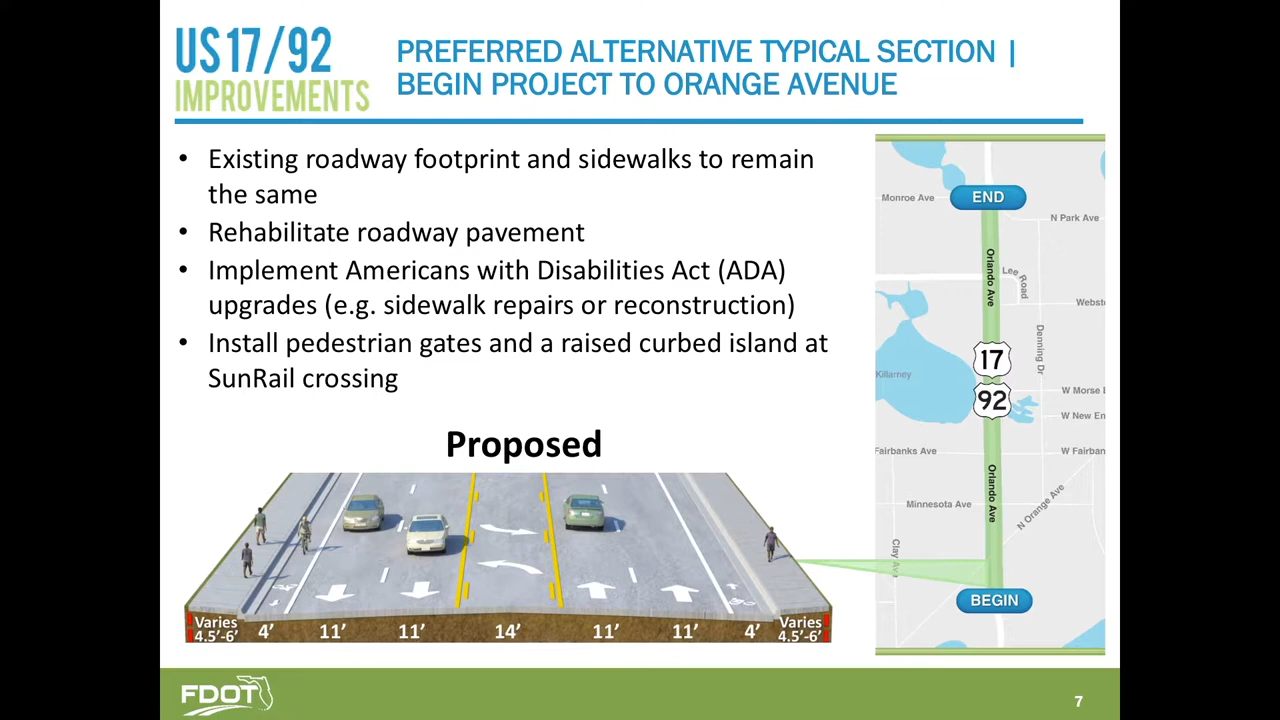 US 17/92
IMPROVEMENTS
PREFERRED ALTERNATIVE TYPICAL SECTION |
BEGIN PROJECT TO ORANGE AVENUE
• Existing roadway footprint and sidewalks to remain
the same
• Rehabilitate roadway pavement
• Implement Americans with Disabilities Act (ADA)
upgrades (e.g. sidewalk repairs or reconstruction)
• Install pedestrian gates and a raised curbed island at
SunRail crossing
Proposed
Varies
4.5'-6'
4'
11'
11'
14'
11'
11'
4'
Varies
4.5'-6'
END
Monroe Ave
N Park Ave
Orlando Ave
Lee Road
Webst
Denning Dr
17
Killarney
92
W Morse
W New En
Fairbanks Ave
W Fairban
Orlando Ave
N Orange Ave
Minnesota Ave
Clay Ave
BEGIN
FDOT
7